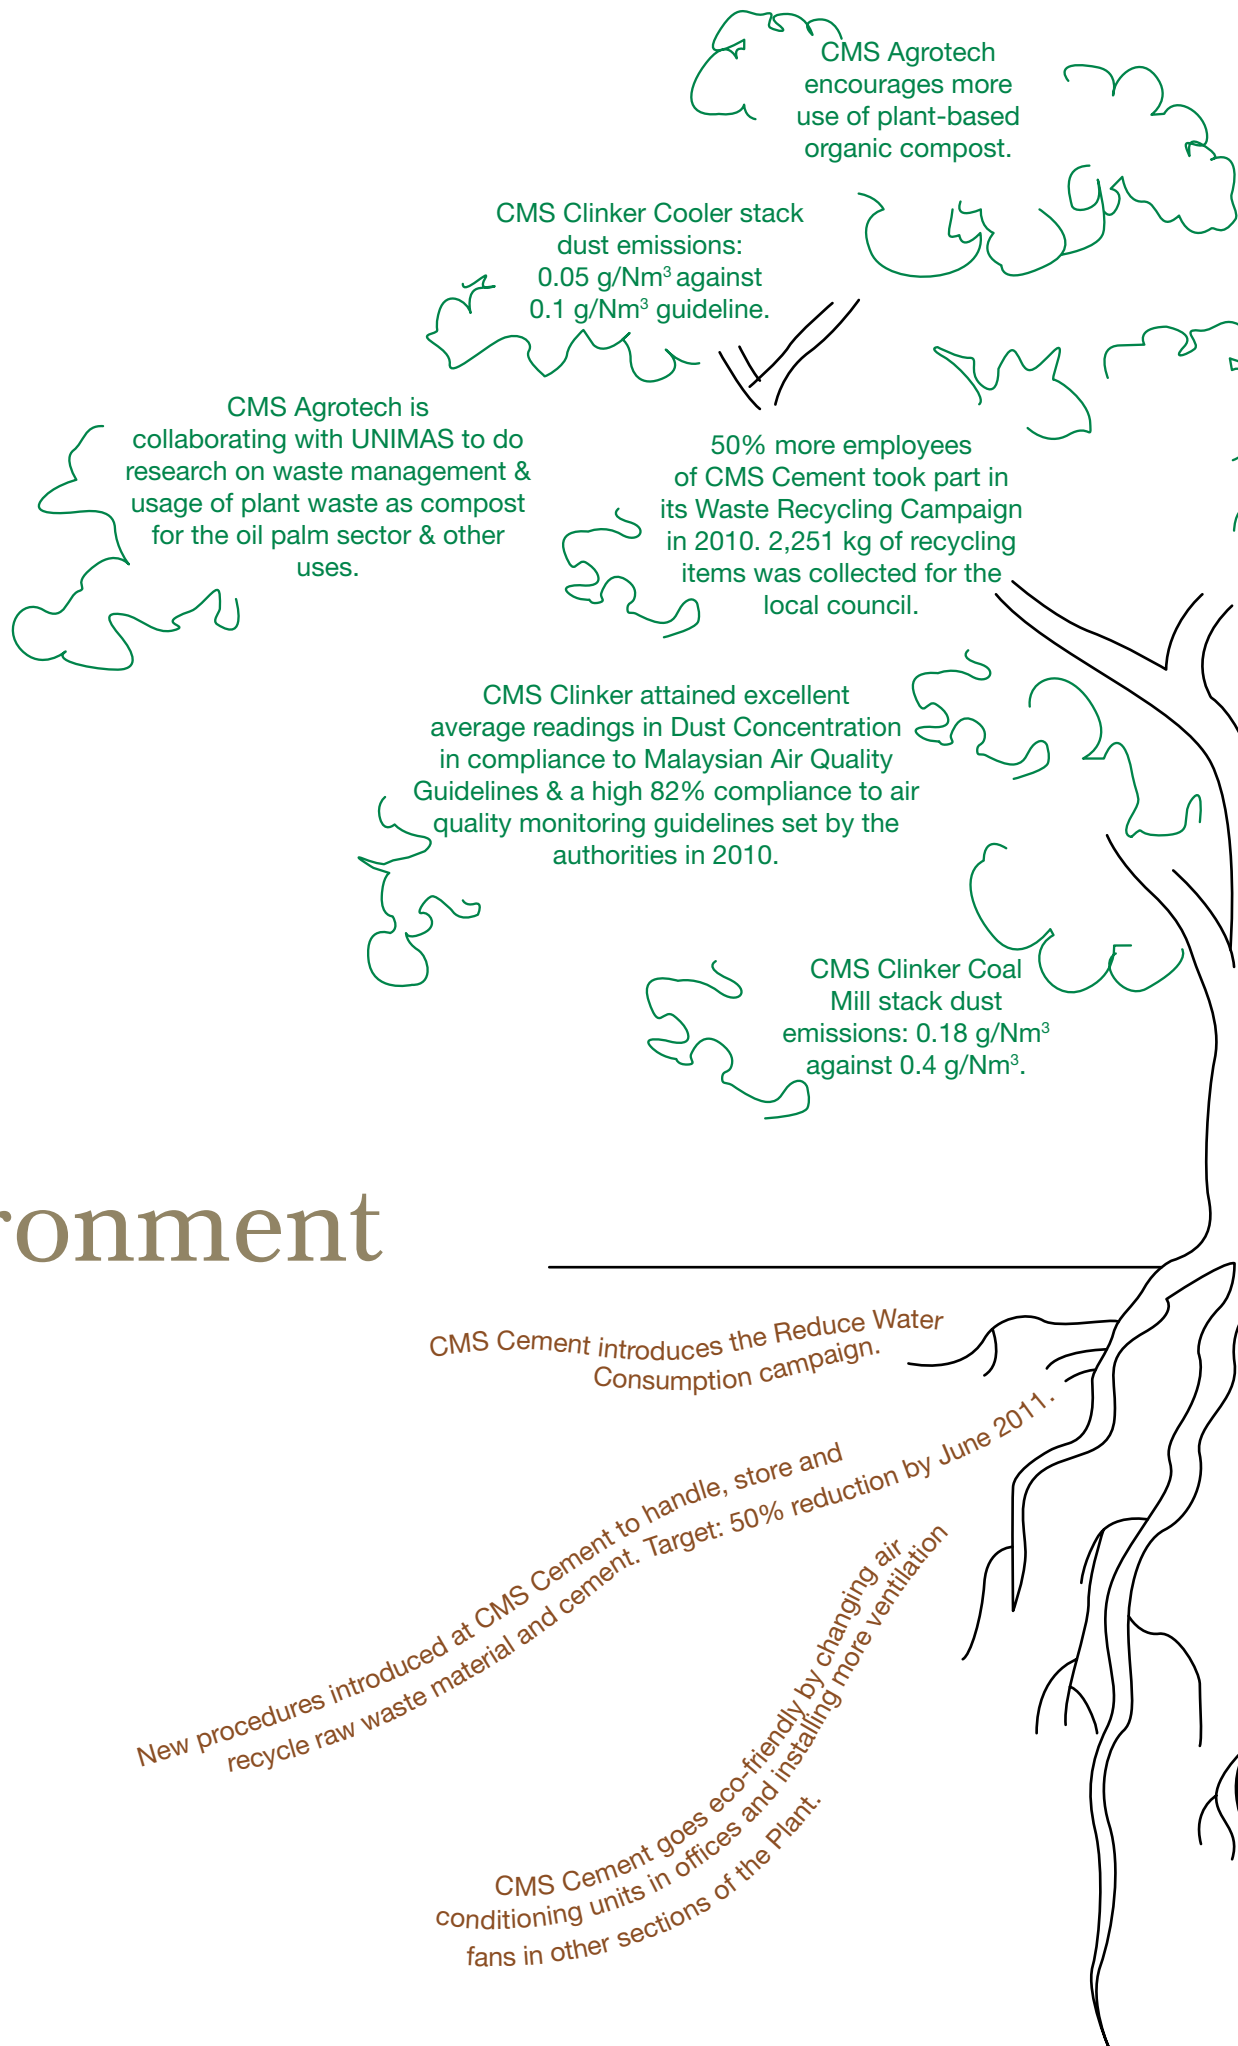 CMS Agrotech
encourages more
use of plant-based
organic compost.
CMS Clinker Cooler stack
dust emissions:
0.05 g/Nm³ against
0.1 g/Nm³ guideline.
CMS Agrotech is
collaborating with UNIMAS to do
research on waste management &
usage of plant waste as compost
for the oil palm sector & other
uses.
50% more employees
of CMS Cement took part in
its Waste Recycling Campaign
in 2010. 2,251 kg of recycling
items was collected for the
local council.
CMS Clinker attained excellent
average readings in Dust Concentration
in compliance to Malaysian Air Quality
Guidelines & a high 82% compliance to air
quality monitoring guidelines set by the
authorities in 2010.
CMS Clinker Coal
Mill stack dust
emissions: 0.18 g/Nm³
against 0.4 g/Nm³.
ronment
CMS Cement introduces the Reduce Water
Consumption campaign.
New procedures introduced at CMS Cement to handle, store and
recycle raw waste material and cement. Target: 50% reduction by June 2011.
CMS Cement goes eco-friendly by changing air
conditioning units in offices and installing more ventilation
fans in other sections of the Plant.